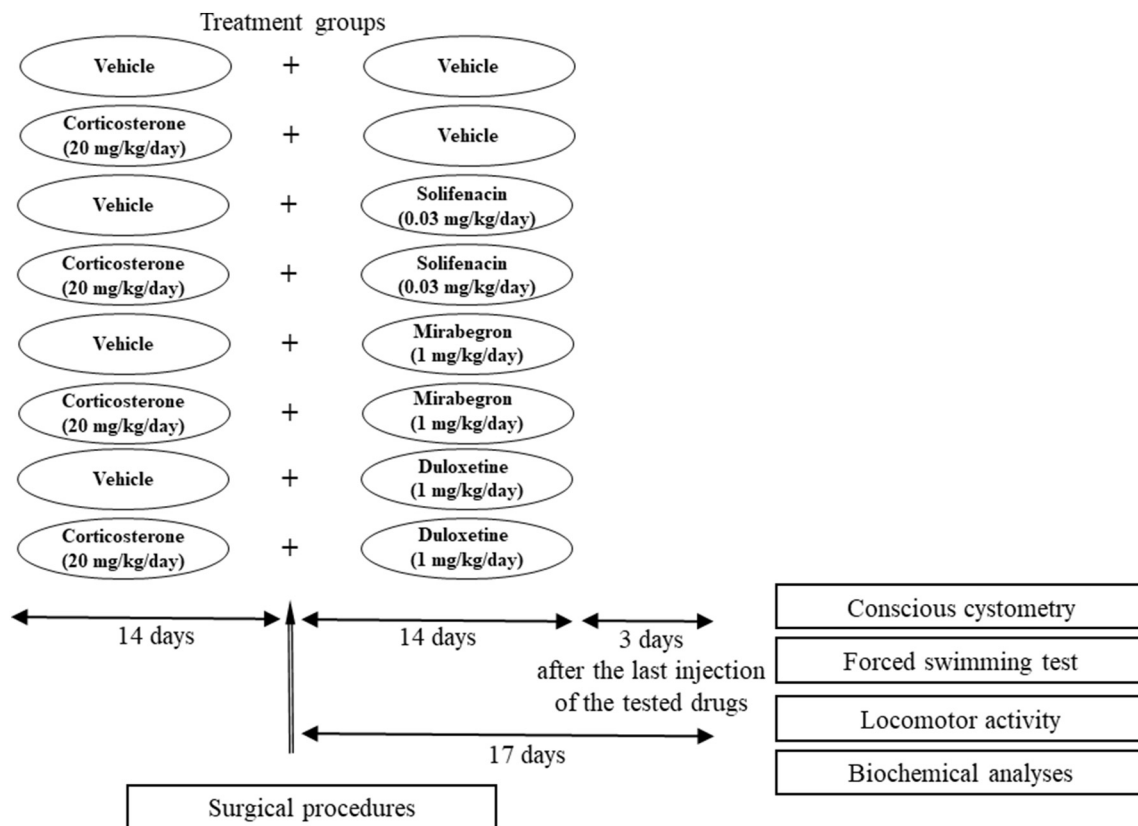 Treatment groups
Vehicle + Vehicle
Corticosterone
(20 mg/kg/day) + Vehicle
Vehicle + Solifenacin
(0.03 mg/kg/day)
Corticosterone
(20 mg/kg/day) + Solifenacin
(0.03 mg/kg/day)
Vehicle + Mirabegron
(1 mg/kg/day)
Corticosterone
(20 mg/kg/day) + Mirabegron
(1 mg/kg/day)
Vehicle + Duloxetine
(1 mg/kg/day)
Corticosterone
(20 mg/kg/day) + Duloxetine
(1 mg/kg/day)
14 days
14 days
3 days
after the last injection
of the tested drugs
17 days
Surgical procedures
Conscious cystometry
Forced swimming test
Locomotor activity
Biochemical analyses